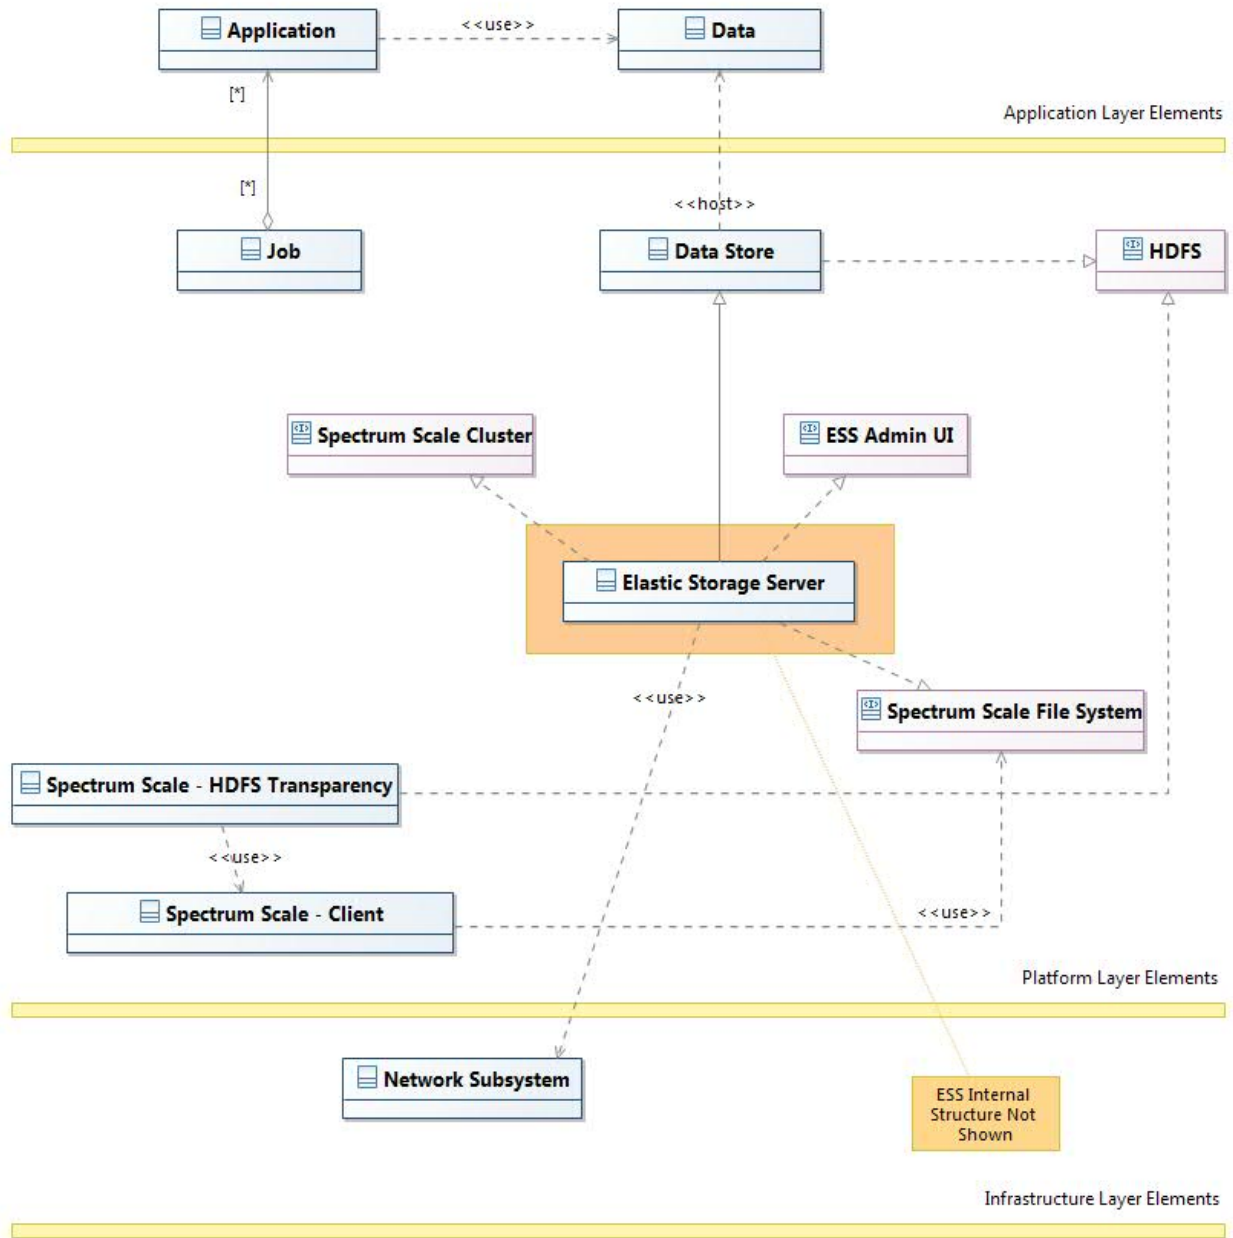 Application
<<use>>
Data
[*]
Application Layer Elements
[*]
<<host>>
Job
Data Store
HDFS
Spectrum Scale Cluster
ESS Admin UI
Elastic Storage Server
<<use>>
Spectrum Scale File System
Spectrum Scale - HDFS Transparency
<<use>>
Spectrum Scale - Client
<<use>>
Platform Layer Elements
Network Subsystem
ESS Internal
Structure Not
Shown
Infrastructure Layer Elements